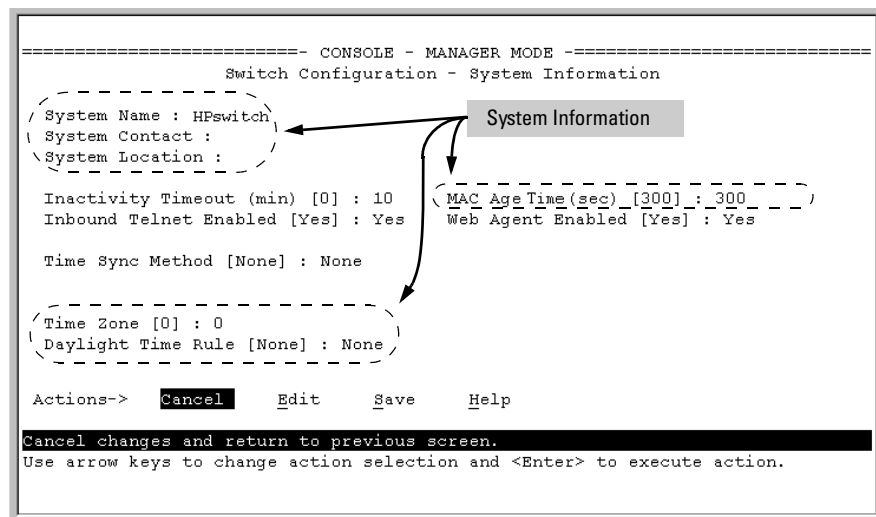 ==========================- CONSOLE - MANAGER MODE -============================
Switch Configuration - System Information
System Name : HPswitch
System Contact :
System Location :
System Information
Inactivity Timeout (min) [0] : 10 MAC Age Time(sec) [300] : 300
Inbound Telnet Enabled [Yes] : Yes Web Agent Enabled [Yes] : Yes
Time Sync Method [None] : None
Time Zone [0] : 0
Daylight Time Rule [None] : None
Actions-> Cancel Edit Save Help
Cancel changes and return to previous screen.
Use arrow keys to change action selection and <Enter> to execute action.